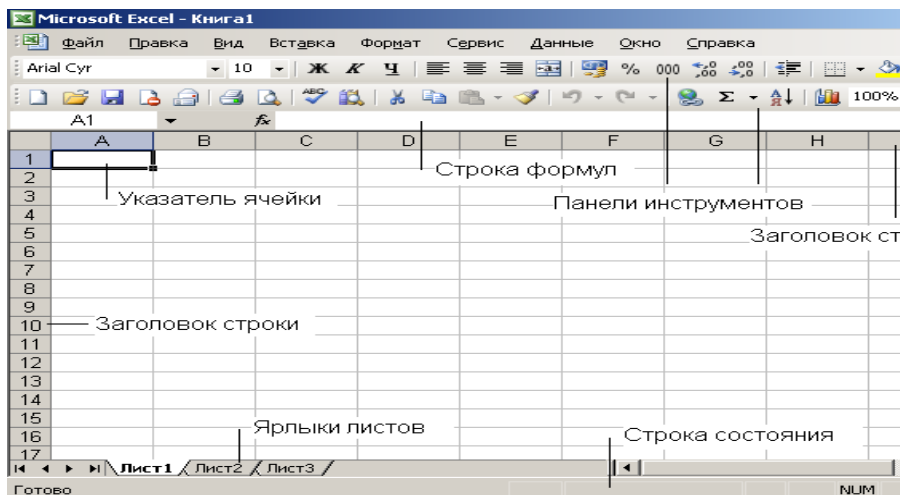 Microsoft Excel - Книга1
Файл Правка Вид Вставка Формат Сервис Данные Окно Справка
Arial Cyr 10 Ж К Ч % 000
100%
A1 fx
A B C D E F G H
1
2
3
4
5
6
7
8
9
10
11
12
13
14
15
16
17
Строка формул
Указатель ячейки
Панели инструментов
Заголовок ст
Заголовок строки
Ярлыки листов
Строка состояния
Лист1 Лист2 Лист3
Готово NUM